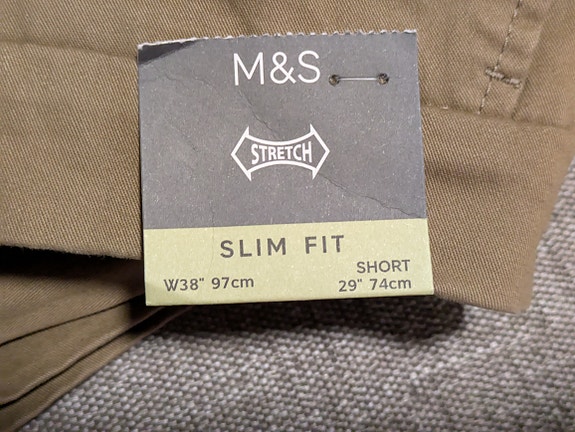 M&S
STRETCH
SLIM FIT
SHORT
W38" 97cm 29" 74cm